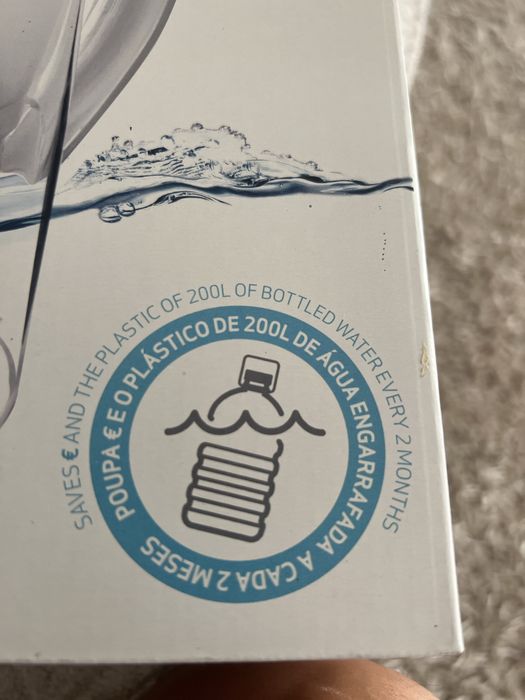 SAVES € AND THE PLASTIC OF 200L OF BOTTLED WATER EVERY 2 MONTHS
POUPA € E O PLÁSTICO DE 200L DE ÁGUA ENGARRAFADA A CADA 2 MESES